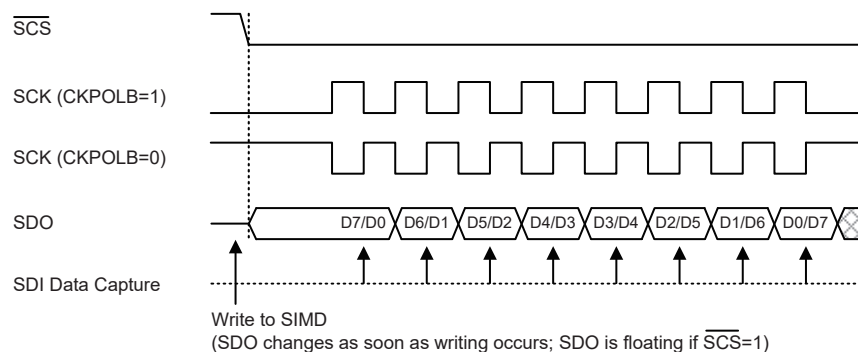 S̅C̅S̅
SCK (CKPOLB=1)
SCK (CKPOLB=0)
SDO
D7/D0 D6/D1 D5/D2 D4/D3 D3/D4 D2/D5 D1/D6 D0/D7
SDI Data Capture
Write to SIMD
(SDO changes as soon as writing occurs; SDO is floating if S̅C̅S̅=1)